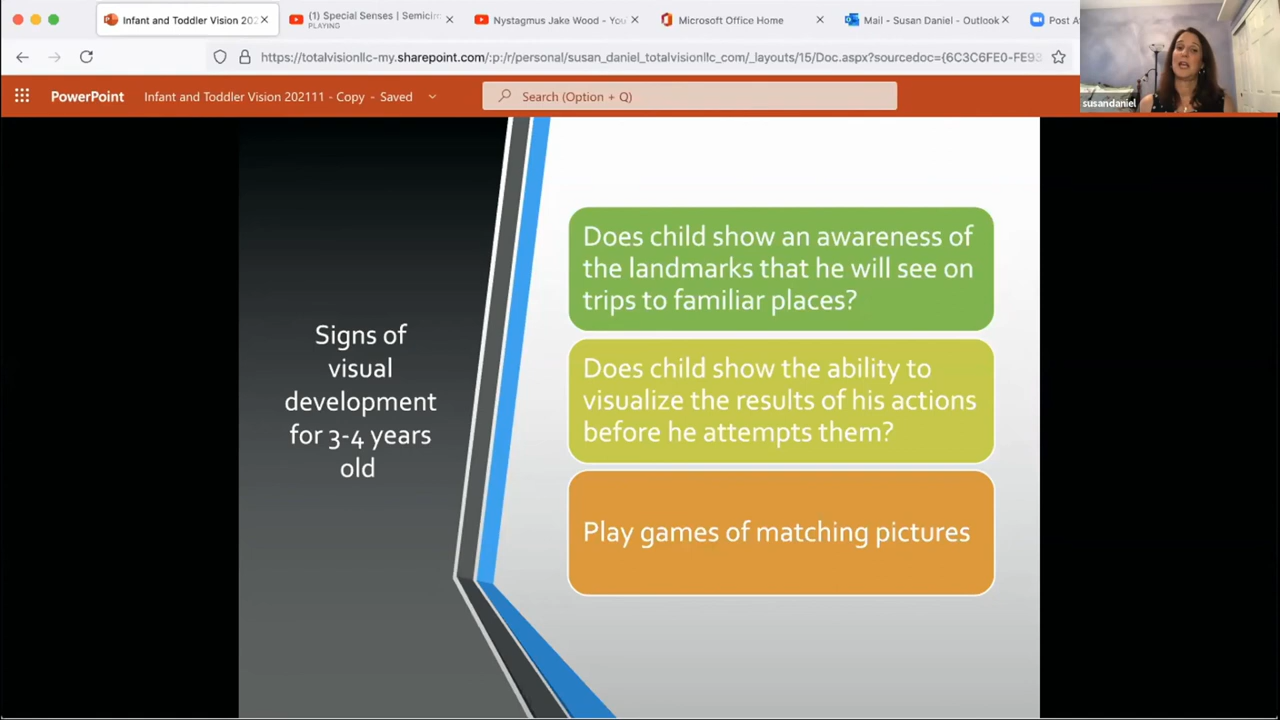 Infant and Toddler Vision 202
(1) Special Senses | Semicirc
PLAYING
Nystagmus Jake Wood - You
Microsoft Office Home
Mail - Susan Daniel - Outlook
Post A
https://totalvisionllc-my.sharepoint.com/:p:/r/personal/susan_daniel_totalvisionllc_com/_layouts/15/Doc.aspx?sourcedoc={6C3C6FE0-FE93
PowerPoint
Infant and Toddler Vision 202111 - Copy - Saved
Search (Option + Q)
susandaniel
Signs of
visual
development
for 3-4 years
old
Does child show an awareness of
the landmarks that he will see on
trips to familiar places?
Does child show the ability to
visualize the results of his actions
before he attempts them?
Play games of matching pictures